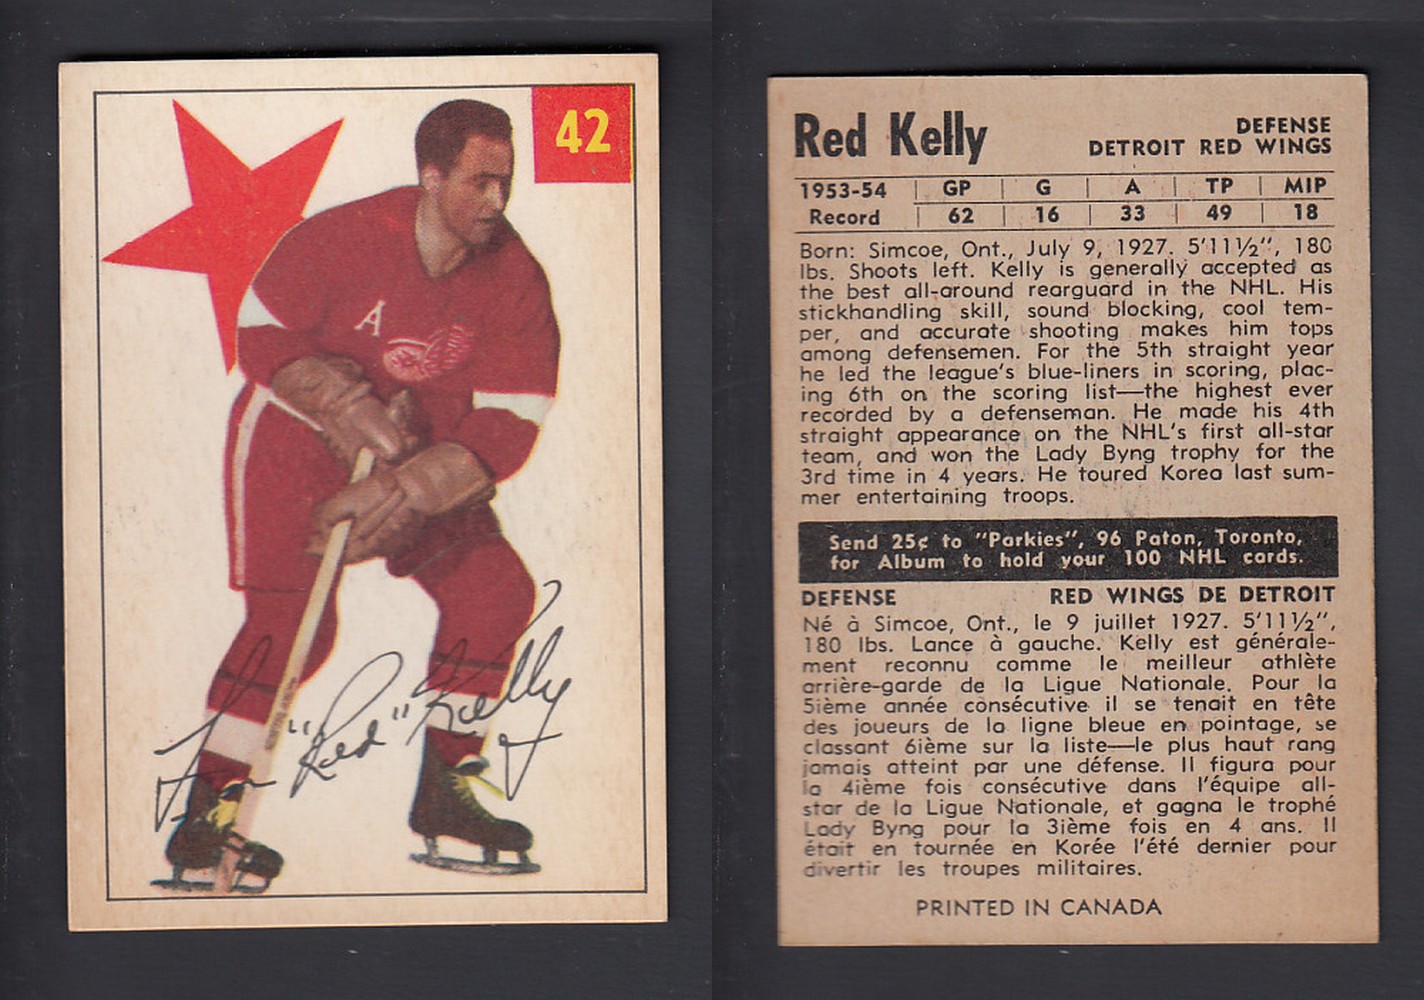 42
A
"Red" Kelly
Red Kelly
DEFENSE
DETROIT RED WINGS
1953-54 | GP | G | A | TP | MIP
Record | 62 | 16 | 33 | 49 | 18
Born: Simcoe, Ont., July 9, 1927. 5'11½", 180
lbs. Shoots left. Kelly is generally accepted as
the best all-around rearguard in the NHL. His
stickhandling skill, sound blocking, cool tem-
per, and accurate shooting makes him tops
among defensemen. For the 5th straight year
he led the league's blue-liners in scoring, plac-
ing 6th on the scoring list—the highest ever
recorded by a defenseman. He made his 4th
straight appearance on the NHL's first all-star
team, and won the Lady Byng trophy for the
3rd time in 4 years. He toured Korea last sum-
mer entertaining troops.
Send 25¢ to "Parkies", 96 Paton, Toronto,
for Album to hold your 100 NHL cards.
DEFENSE RED WINGS DE DETROIT
Né à Simcoe, Ont., le 9 juillet 1927. 5'11½",
180 lbs. Lance à gauche. Kelly est générale-
ment reconnu comme le meilleur athlète
arrière-garde de la Ligue Nationale. Pour la
5ième année consécutive il se tenait en tête
des joueurs de la ligne bleue en pointage, se
classant 6ième sur la liste—le plus haut rang
jamais atteint par une défense. Il figura pour
la 4ième fois consécutive dans l'équipe all-
star de la Ligue Nationale, et gagna le trophé
Lady Byng pour la 3ième fois en 4 ans. Il
était en tournée en Korée l'été dernier pour
divertir les troupes militaires.
PRINTED IN CANADA